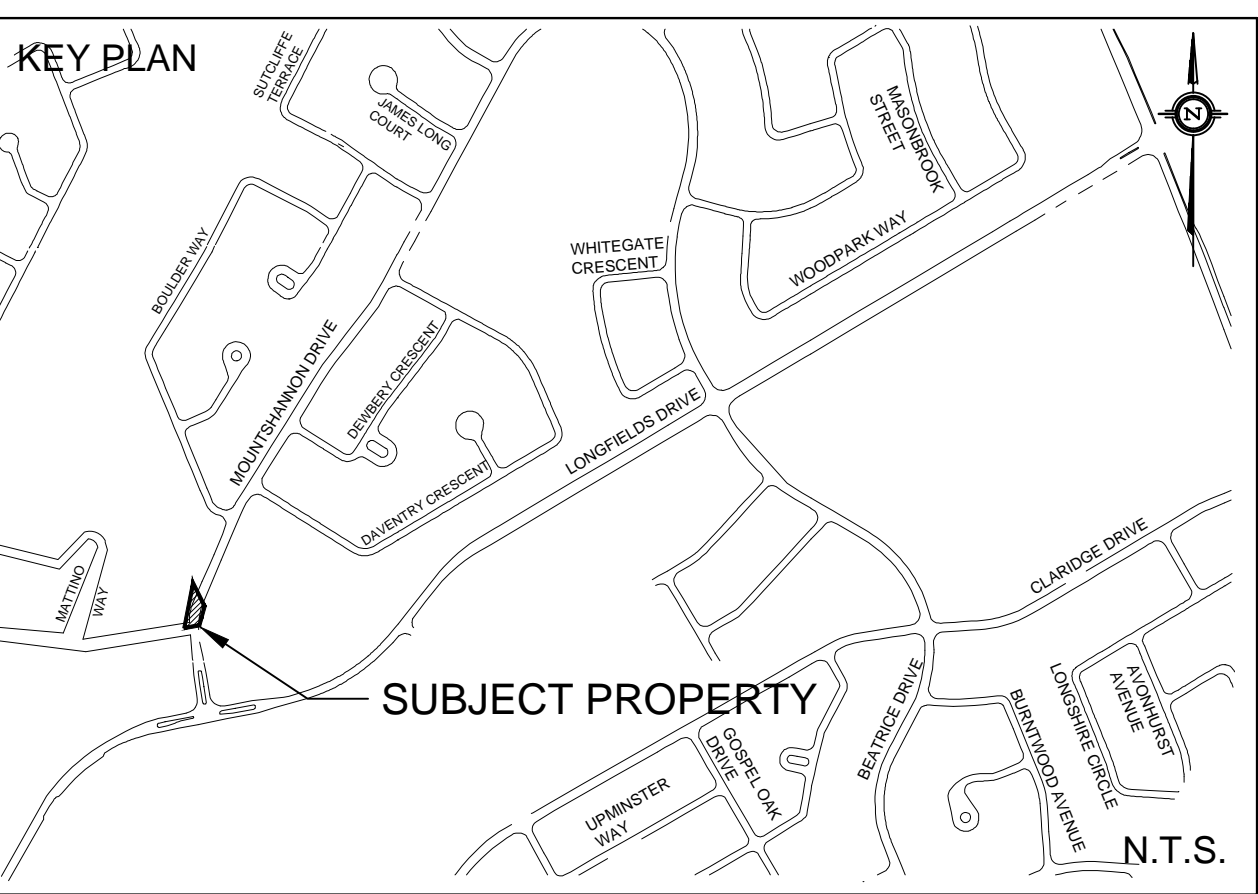 KEY PLAN
SUTCLIFFE
TERRACE
JAMES LONG
COURT
MASONBROOK
STREET
N
BOULDER WAY
WHITEGATE
CRESCENT
WOODPARK WAY
MOUNTSHANNON DRIVE
DEWBERY CRESCENT
LONGFIELDS DRIVE
DAVENTRY CRESCENT
MATTINO
WAY
CLARIDGE DRIVE
SUBJECT PROPERTY
BEATRICE DRIVE
GOSPEL OAK
DRIVE
UPMINSTER
WAY
BURNTWOOD AVENUE
LONGSHIRE CIRCLE
AVONHURST
AVENUE
N.T.S.